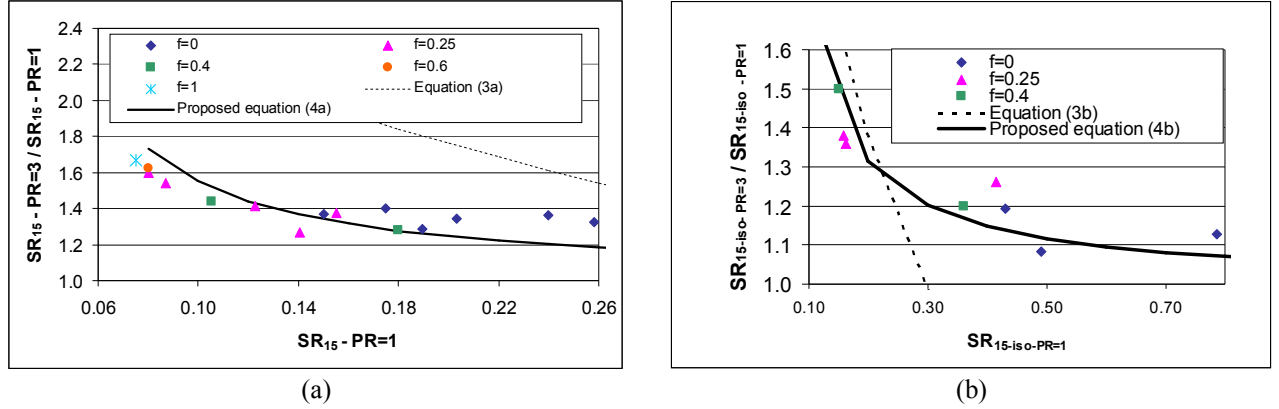 2.4
2.2
2.0
1.8
1.6
1.4
1.2
1.0
SR15 - PR=3 / SR15 - PR=1
f=0
f=0.25
f=0.4
f=0.6
f=1
Equation (3a)
Proposed equation (4a)
0.06 0.10 0.14 0.18 0.22 0.26
SR15 - PR=1
(a)
1.6
1.5
1.4
1.3
1.2
1.1
1.0
SR15-iso- PR=3 / SR15-iso - PR=1
f=0
f=0.25
f=0.4
Equation (3b)
Proposed equation (4b)
0.10 0.30 0.50 0.70
SR15-iso-PR=1
(b)